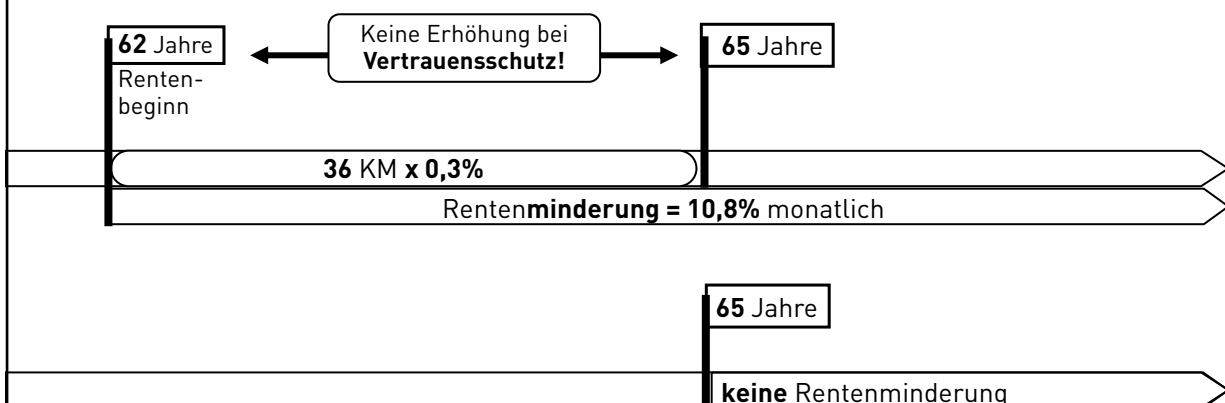 62 Jahre
Renten-
beginn
Keine Erhöhung bei
Vertrauensschutz!
65 Jahre
36 KM x 0,3%
Rentenminderung = 10,8% monatlich
65 Jahre
keine Rentenminderung